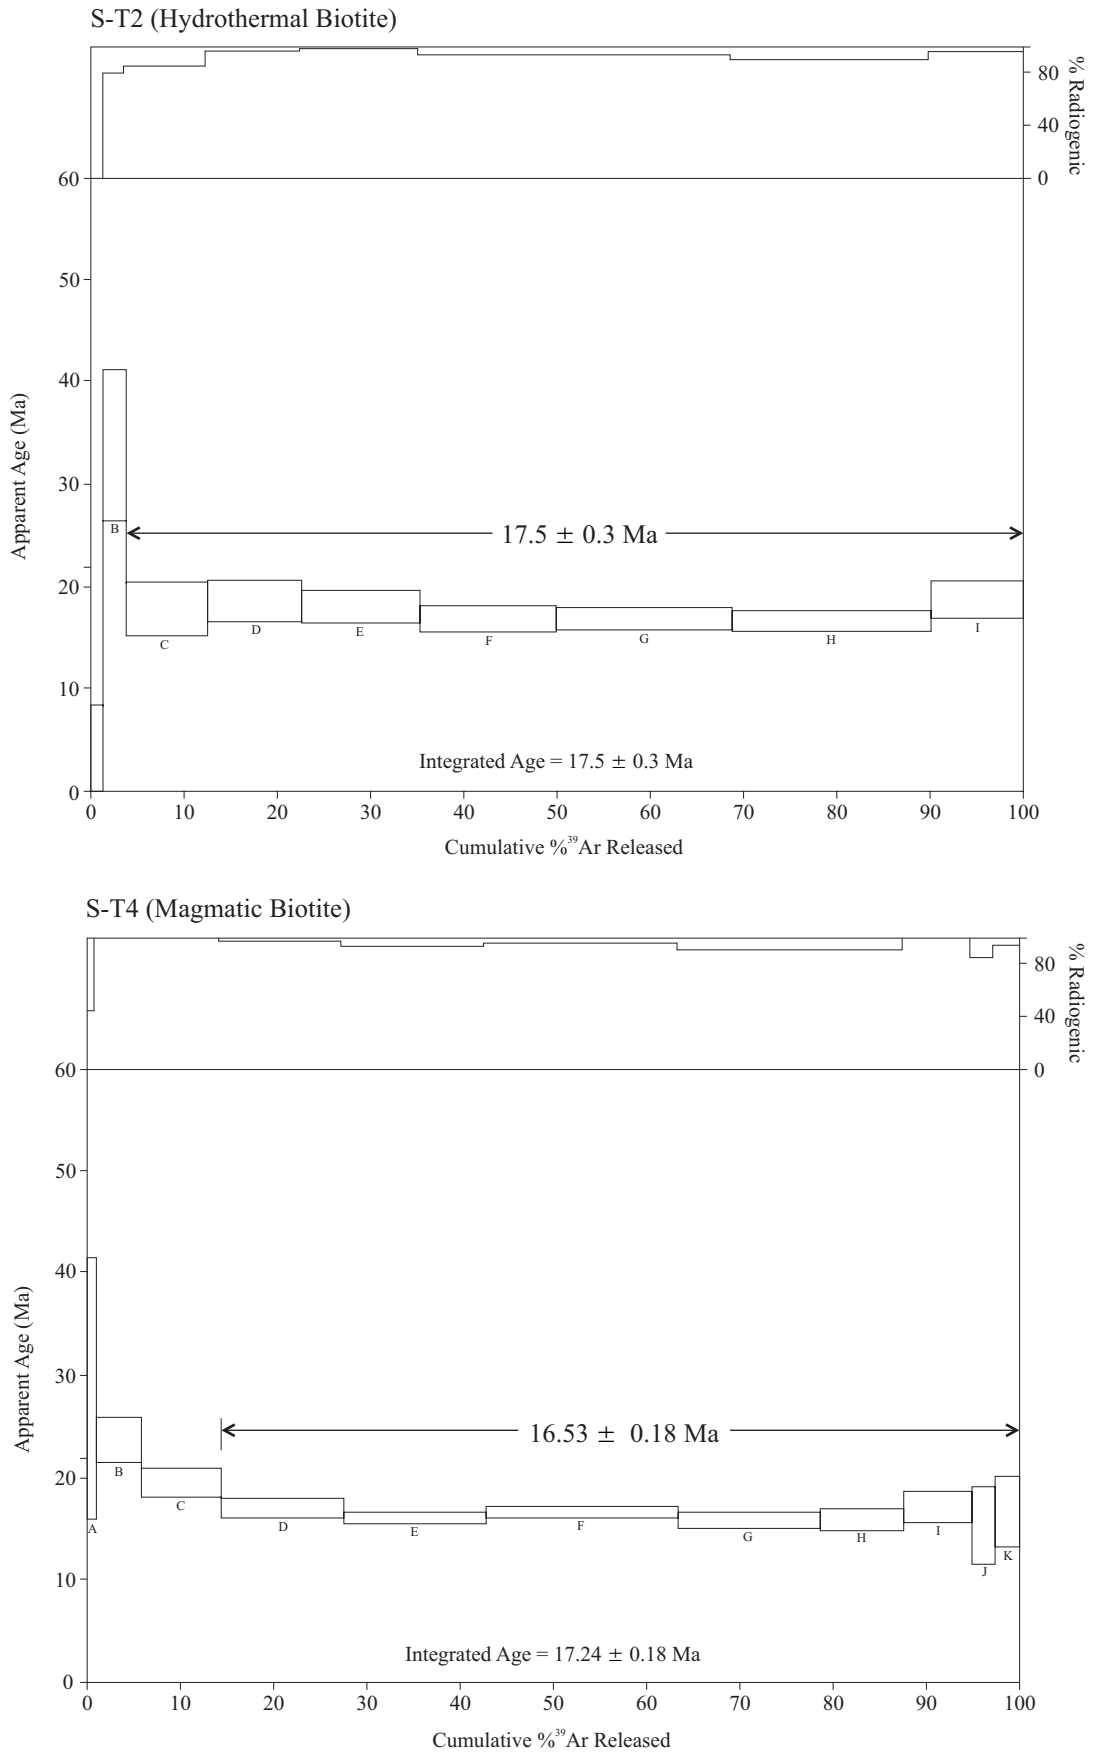 S-T2 (Hydrothermal Biotite)
80
40
0
% Radiogenic
60
50
40
30
20
10
0
Apparent Age (Ma)
B
17.5 ± 0.3 Ma
C
D
E
F
G
H
I
Integrated Age = 17.5 ± 0.3 Ma
0 10 20 30 40 50 60 70 80 90 100
Cumulative %³⁹Ar Released
S-T4 (Magmatic Biotite)
80
40
0
% Radiogenic
60
50
40
30
20
10
0
Apparent Age (Ma)
16.53 ± 0.18 Ma
A
B
C
D
E
F
G
H
I
J
K
Integrated Age = 17.24 ± 0.18 Ma
0 10 20 30 40 50 60 70 80 90 100
Cumulative %³⁹Ar Released